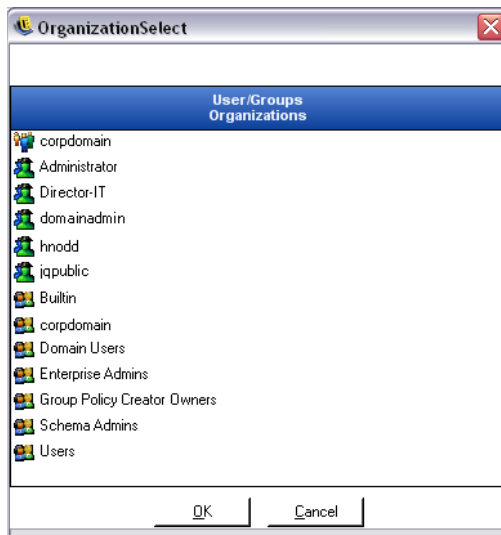 OrganizationSelect
User/Groups
Organizations
corpdomain
Administrator
Director-IT
domainadmin
hnodd
jqpublic
Builtin
corpdomain
Domain Users
Enterprise Admins
Group Policy Creator Owners
Schema Admins
Users
OK Cancel